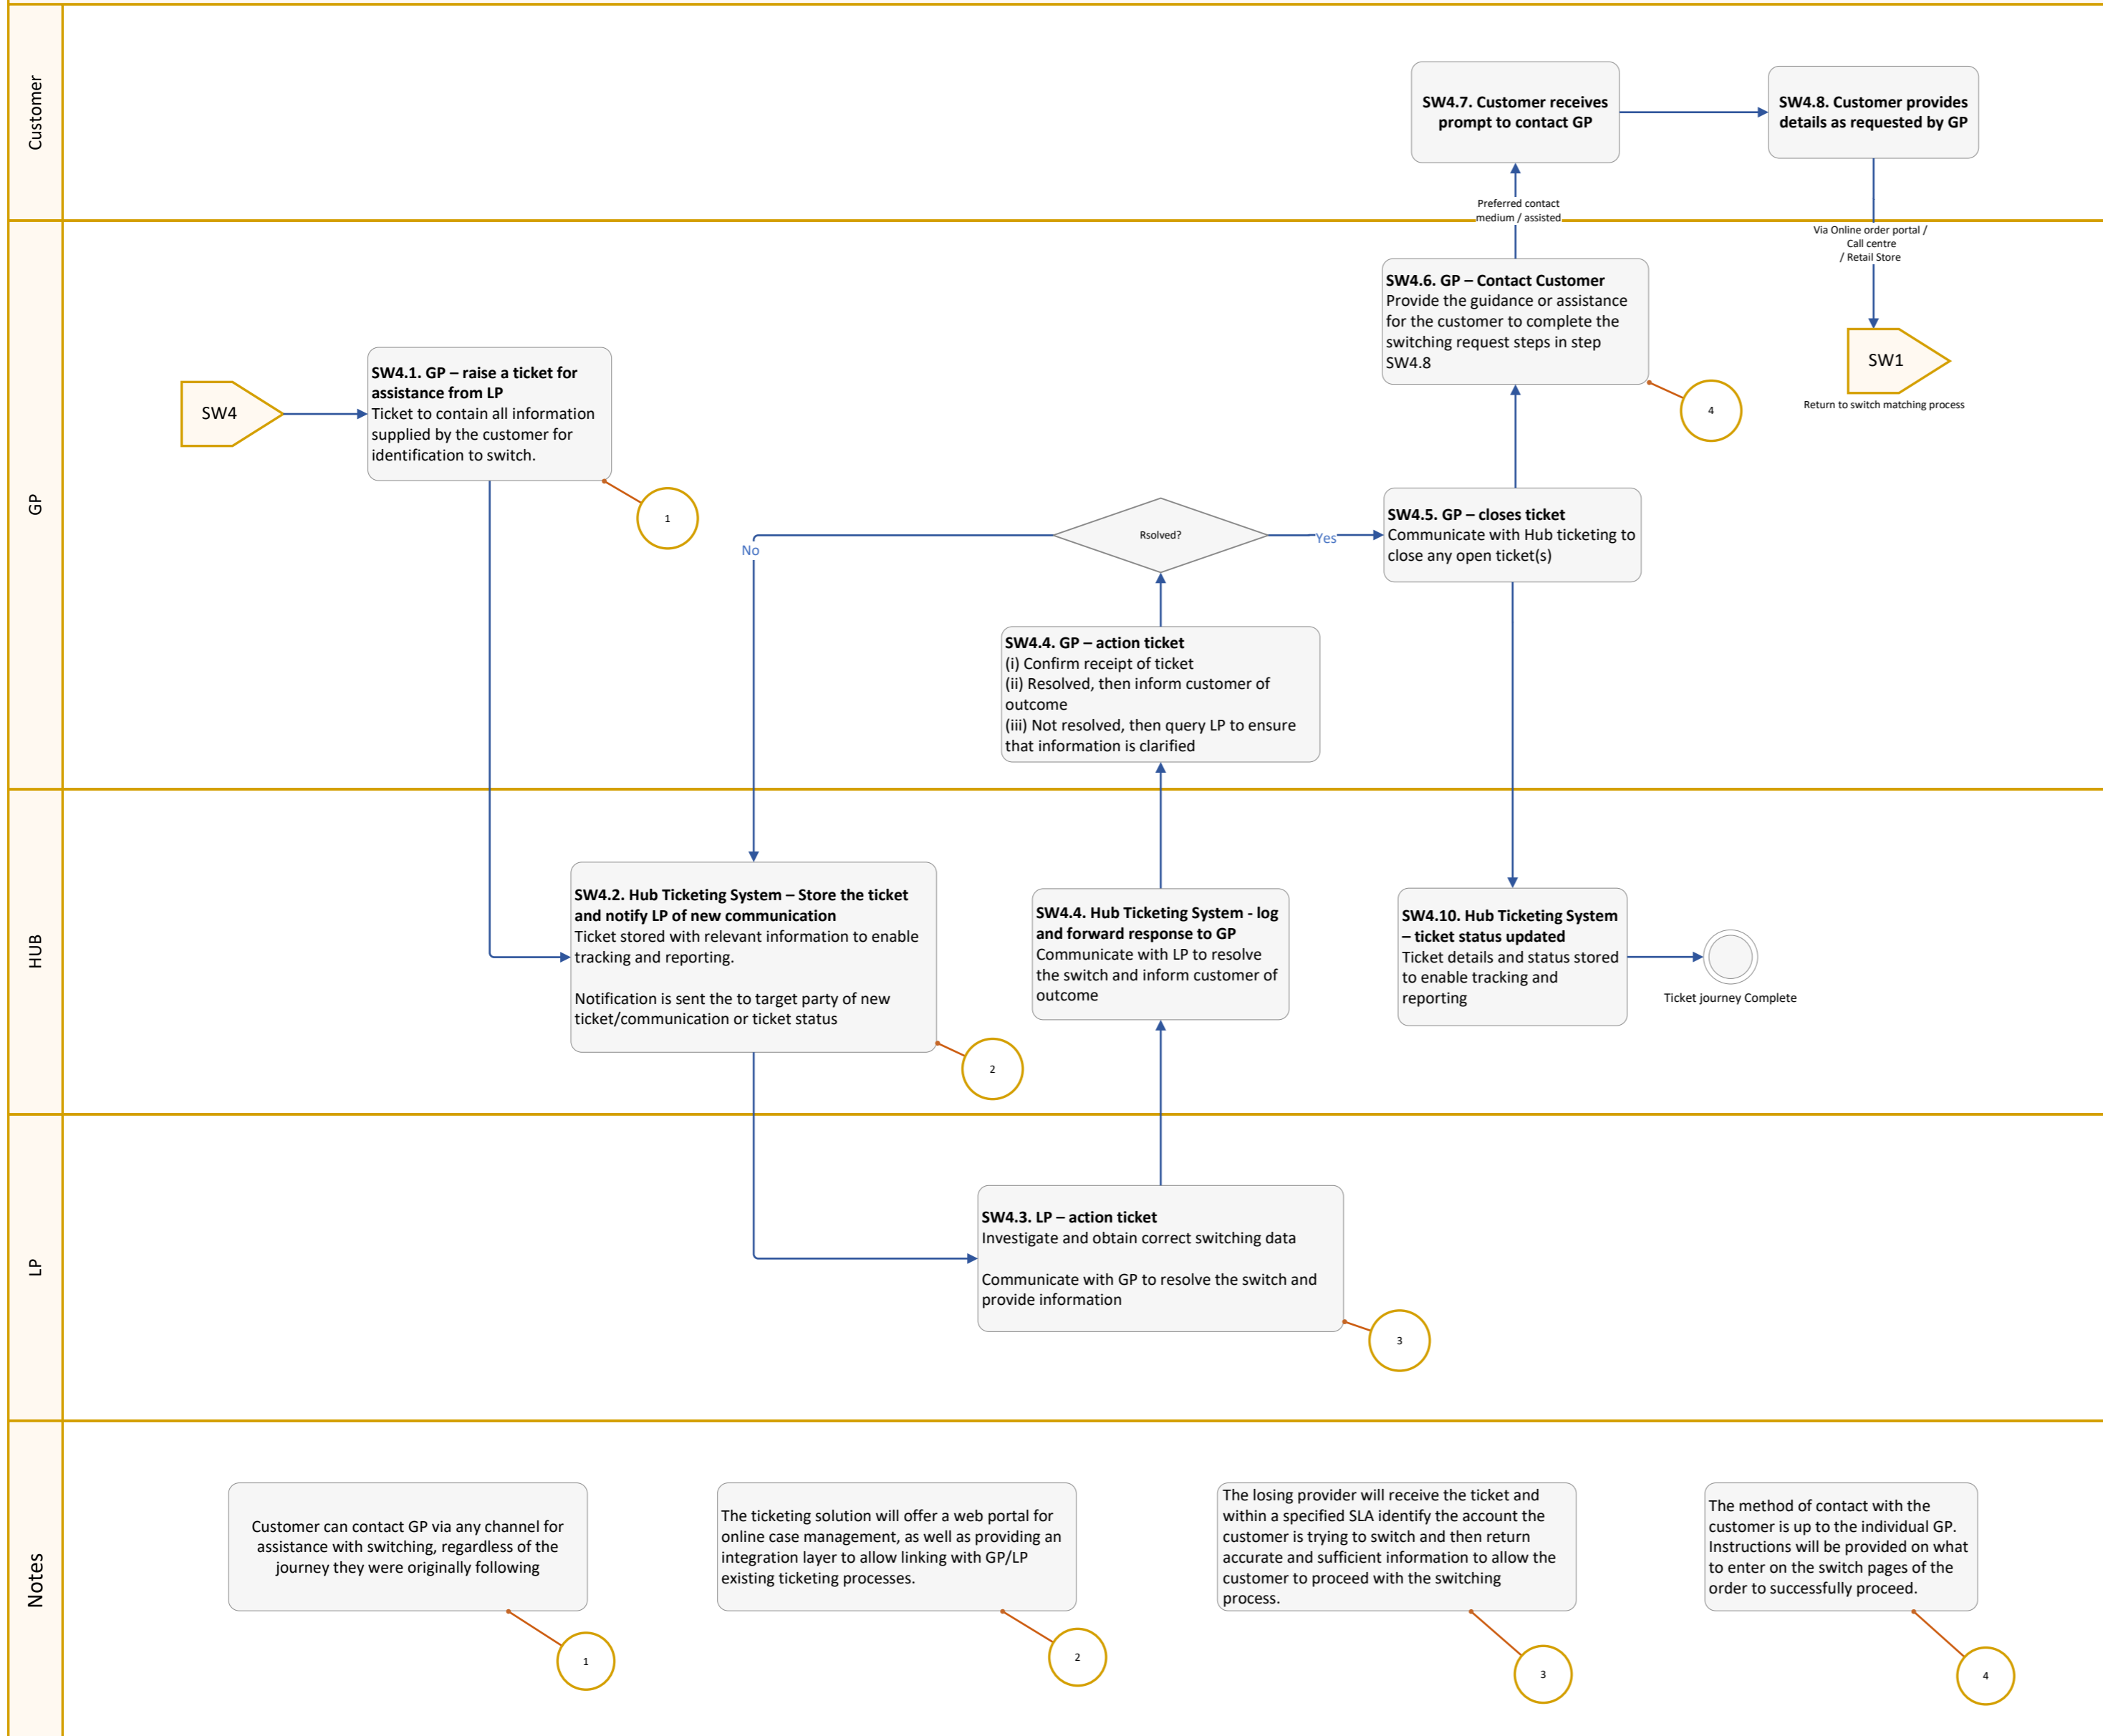 Customer
SW4.7. Customer receives
prompt to contact GP
SW4.8. Customer provides
details as requested by GP
Preferred contact
medium / assisted
Via Online order portal /
Call centre
/ Retail Store
GP
SW4
SW4.1. GP – raise a ticket for
assistance from LP
Ticket to contain all information
supplied by the customer for
identification to switch.
1
SW4.6. GP – Contact Customer
Provide the guidance or assistance
for the customer to complete the
switching request steps in step
SW4.8
4
SW1
Return to switch matching process
No
Rsolved?
Yes
SW4.5. GP – closes ticket
Communicate with Hub ticketing to
close any open ticket(s)
SW4.4. GP – action ticket
(i) Confirm receipt of ticket
(ii) Resolved, then inform customer of
outcome
(iii) Not resolved, then query LP to ensure
that information is clarified
HUB
SW4.2. Hub Ticketing System – Store the ticket
and notify LP of new communication
Ticket stored with relevant information to enable
tracking and reporting.
Notification is sent the to target party of new
ticket/communication or ticket status
2
SW4.4. Hub Ticketing System - log
and forward response to GP
Communicate with LP to resolve
the switch and inform customer of
outcome
SW4.10. Hub Ticketing System
– ticket status updated
Ticket details and status stored
to enable tracking and
reporting
Ticket journey Complete
LP
SW4.3. LP – action ticket
Investigate and obtain correct switching data
Communicate with GP to resolve the switch and
provide information
3
Notes
Customer can contact GP via any channel for
assistance with switching, regardless of the
journey they were originally following
1
The ticketing solution will offer a web portal for
online case management, as well as providing an
integration layer to allow linking with GP/LP
existing ticketing processes.
2
The losing provider will receive the ticket and
within a specified SLA identify the account the
customer is trying to switch and then return
accurate and sufficient information to allow the
customer to proceed with the switching
process.
3
The method of contact with the
customer is up to the individual GP.
Instructions will be provided on what
to enter on the switch pages of the
order to successfully proceed.
4